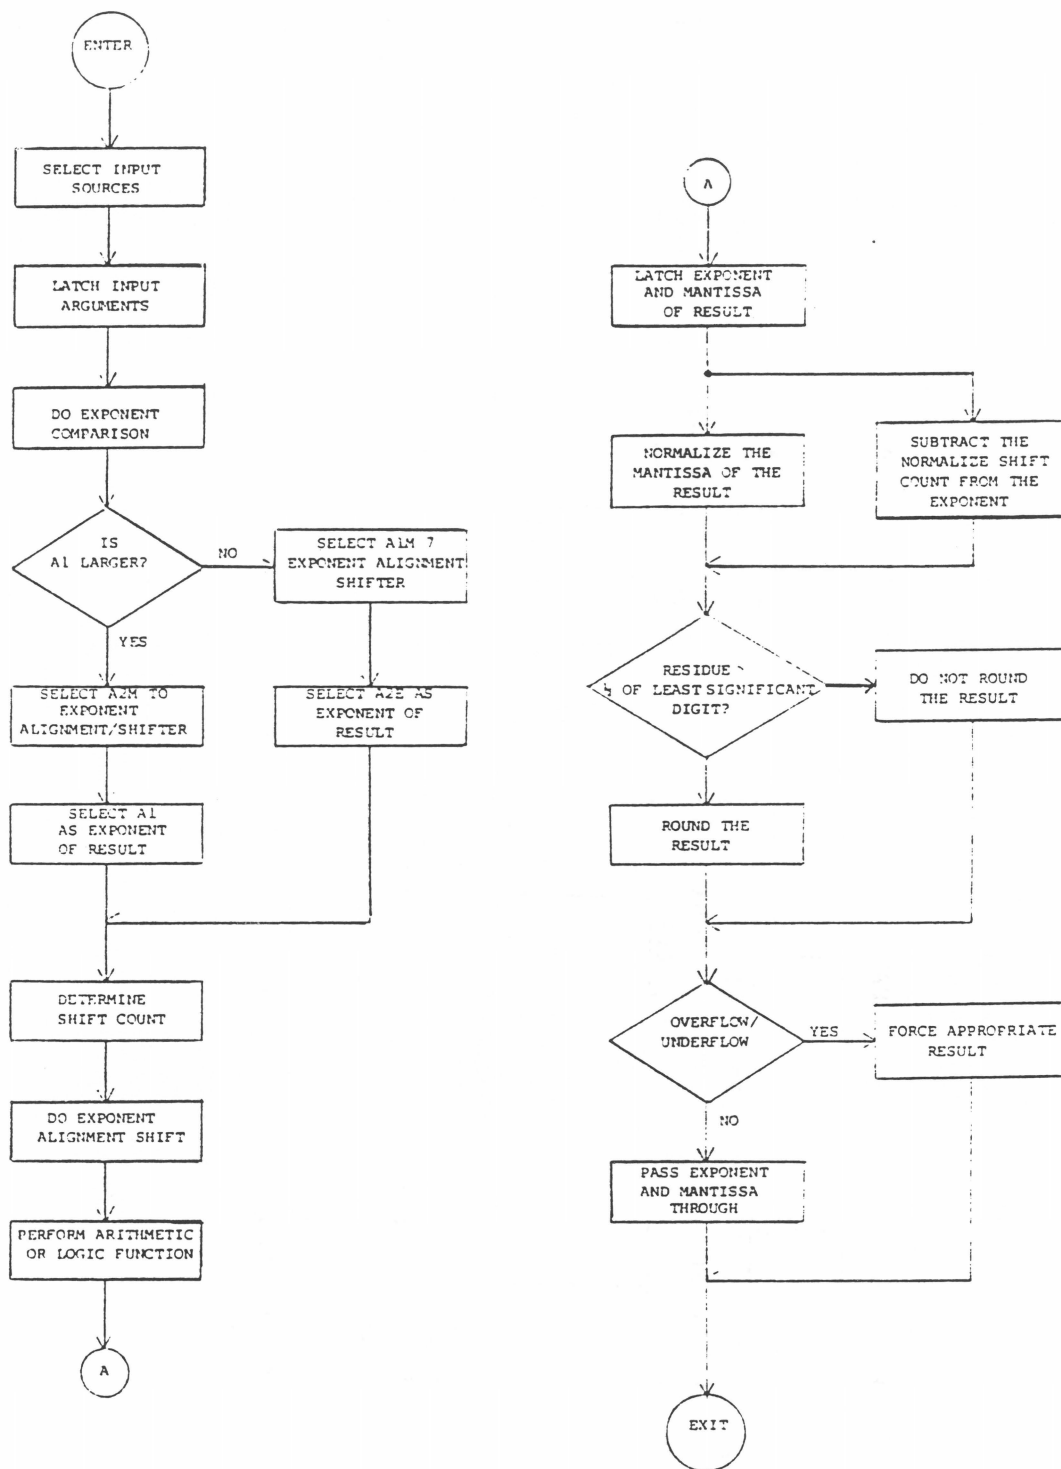 ENTER
SELECT INPUT
SOURCES
LATCH INPUT
ARGUMENTS
DO EXPONENT
COMPARISON
IS
A1 LARGER?
NO
SELECT A1M 7
EXPONENT ALIGNMENT
SHIFTER
YES
SELECT A2M TO
EXPONENT
ALIGNMENT/SHIFTER
SELECT A2E AS
EXPONENT OF
RESULT
SELECT A1
AS EXPONENT
OF RESULT
DETERMINE
SHIFT COUNT
DO EXPONENT
ALIGNMENT SHIFT
PERFORM ARITHMETIC
OR LOGIC FUNCTION
A
A
LATCH EXPONENT
AND MANTISSA
OF RESULT
NORMALIZE THE
MANTISSA OF THE
RESULT
SUBTRACT THE
NORMALIZE SHIFT
COUNT FROM THE
EXPONENT
RESIDUE
OF LEAST SIGNIFICANT
DIGIT?
DO NOT ROUND
THE RESULT
ROUND THE
RESULT
OVERFLOW/
UNDERFLOW
YES
FORCE APPROPRIATE
RESULT
NO
PASS EXPONENT
AND MANTISSA
THROUGH
EXIT